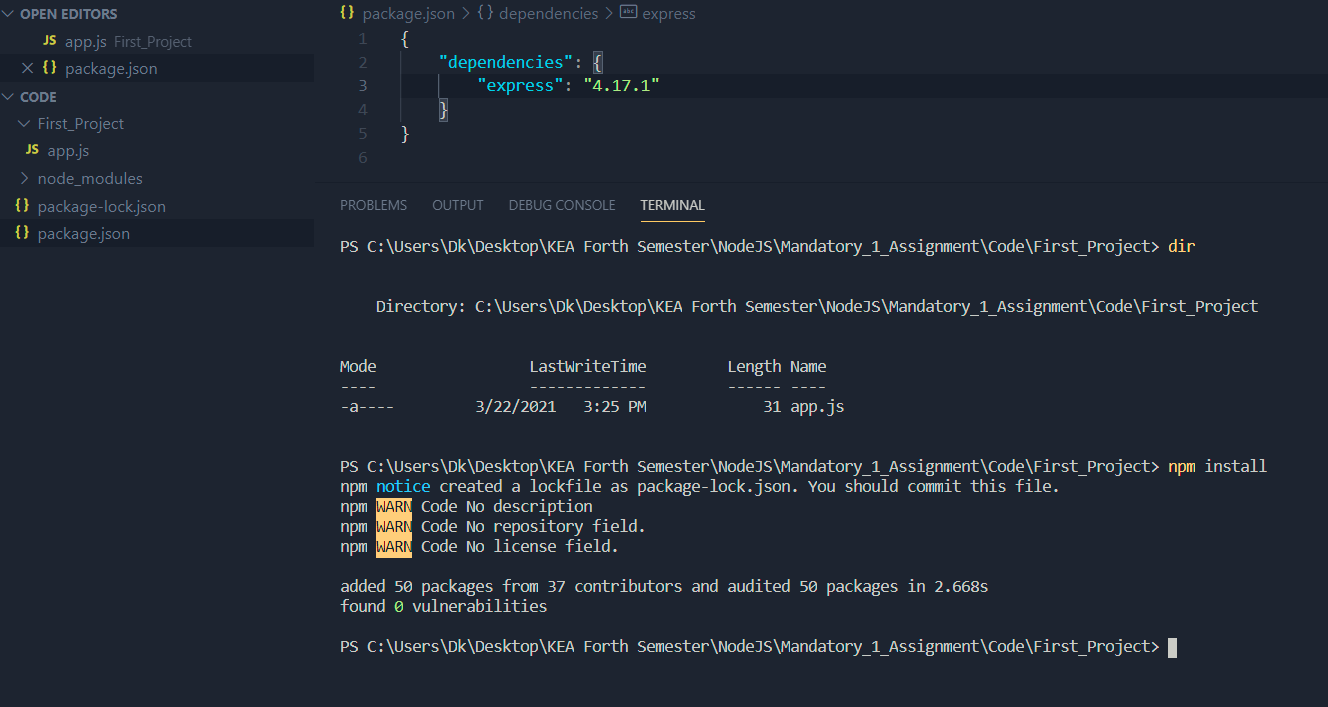 OPEN EDITORS
JS app.js First_Project
{} package.json
CODE
First_Project
JS app.js
node_modules
{} package-lock.json
{} package.json
{} package.json > {} dependencies > abc express
1 {
2 "dependencies": {
3 "express": "4.17.1"
4 }
5 }
6
PROBLEMS OUTPUT DEBUG CONSOLE TERMINAL
PS C:\Users\Dk\Desktop\KEA Forth Semester\NodeJS\Mandatory_1_Assignment\Code\First_Project> dir
Directory: C:\Users\Dk\Desktop\KEA Forth Semester\NodeJS\Mandatory_1_Assignment\Code\First_Project
Mode LastWriteTime Length Name
---- ------------- ------ ----
-a---- 3/22/2021 3:25 PM 31 app.js
PS C:\Users\Dk\Desktop\KEA Forth Semester\NodeJS\Mandatory_1_Assignment\Code\First_Project> npm install
npm notice created a lockfile as package-lock.json. You should commit this file.
npm WARN Code No description
npm WARN Code No repository field.
npm WARN Code No license field.
added 50 packages from 37 contributors and audited 50 packages in 2.668s
found 0 vulnerabilities
PS C:\Users\Dk\Desktop\KEA Forth Semester\NodeJS\Mandatory_1_Assignment\Code\First_Project>